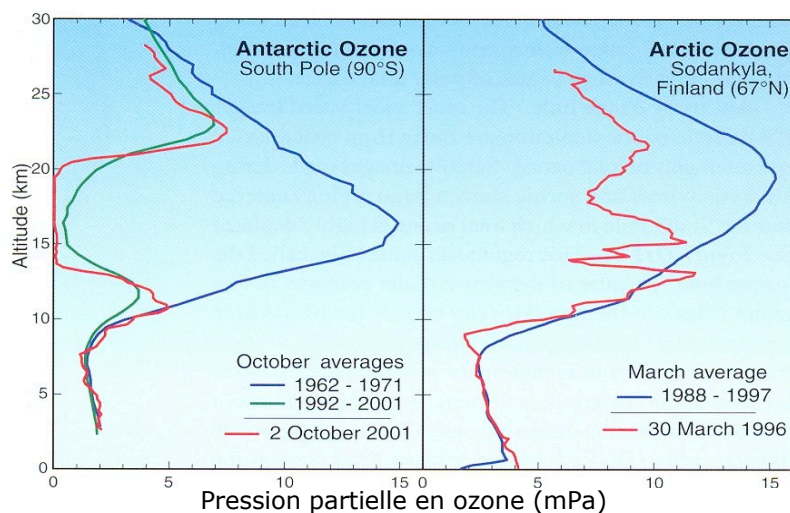 Antarctic Ozone
South Pole (90°S)
Arctic Ozone
Sodankyla,
Finland (67°N)
Altitude (km)
30
25
20
15
10
5
0
October averages
1962 - 1971
1992 - 2001
2 October 2001
March average
1988 - 1997
30 March 1996
0 5 10 15
5 10 15
Pression partielle en ozone (mPa)